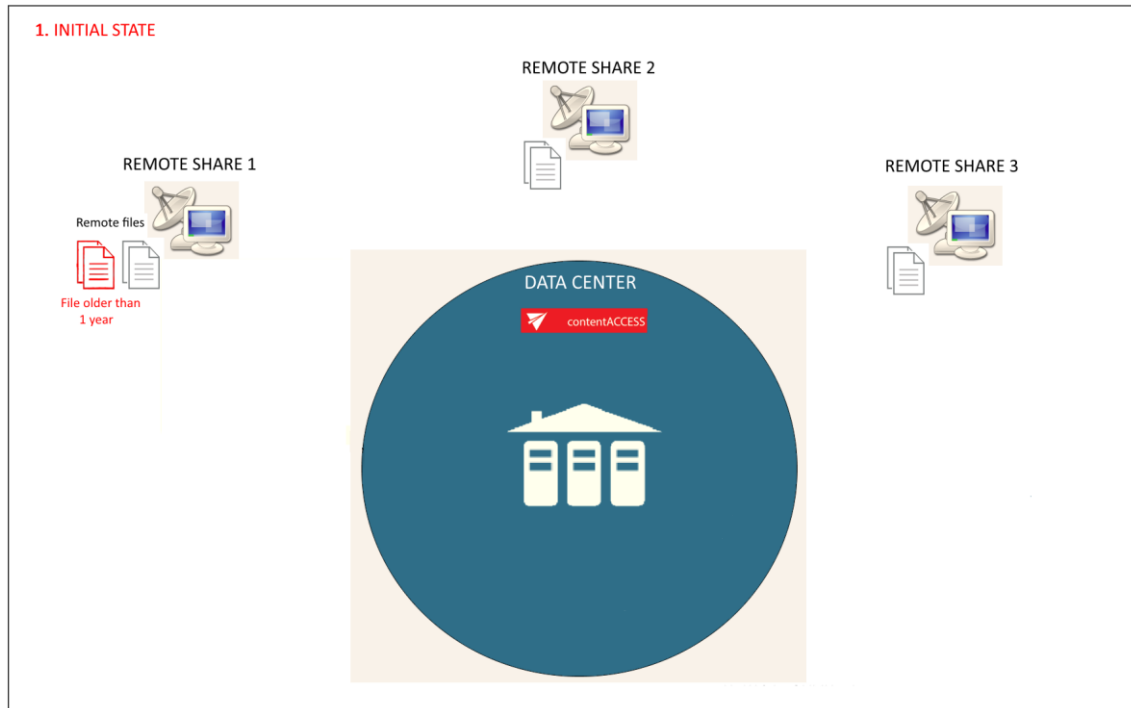 1. INITIAL STATE
REMOTE SHARE 2
REMOTE SHARE 1
REMOTE SHARE 3
Remote files
File older than
1 year
DATA CENTER
contentACCESS